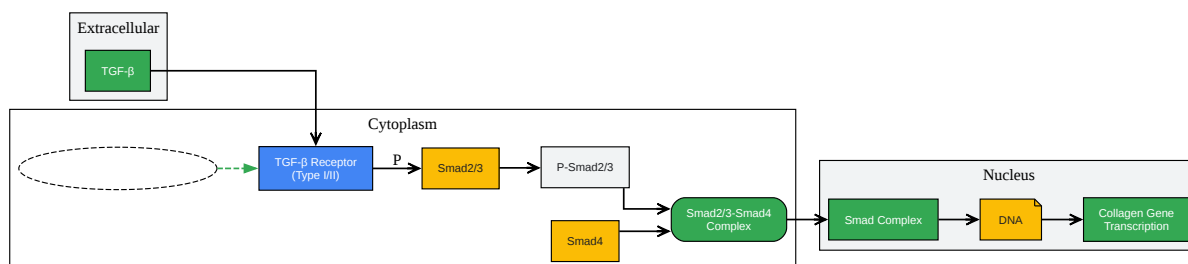 Extracellular
TGF-β
Cytoplasm
TGF-β Receptor
(Type I/II)
P
Smad2/3
P-Smad2/3
Smad4
Smad2/3-Smad4
Complex
Nucleus
Smad Complex
DNA
Collagen Gene
Transcription